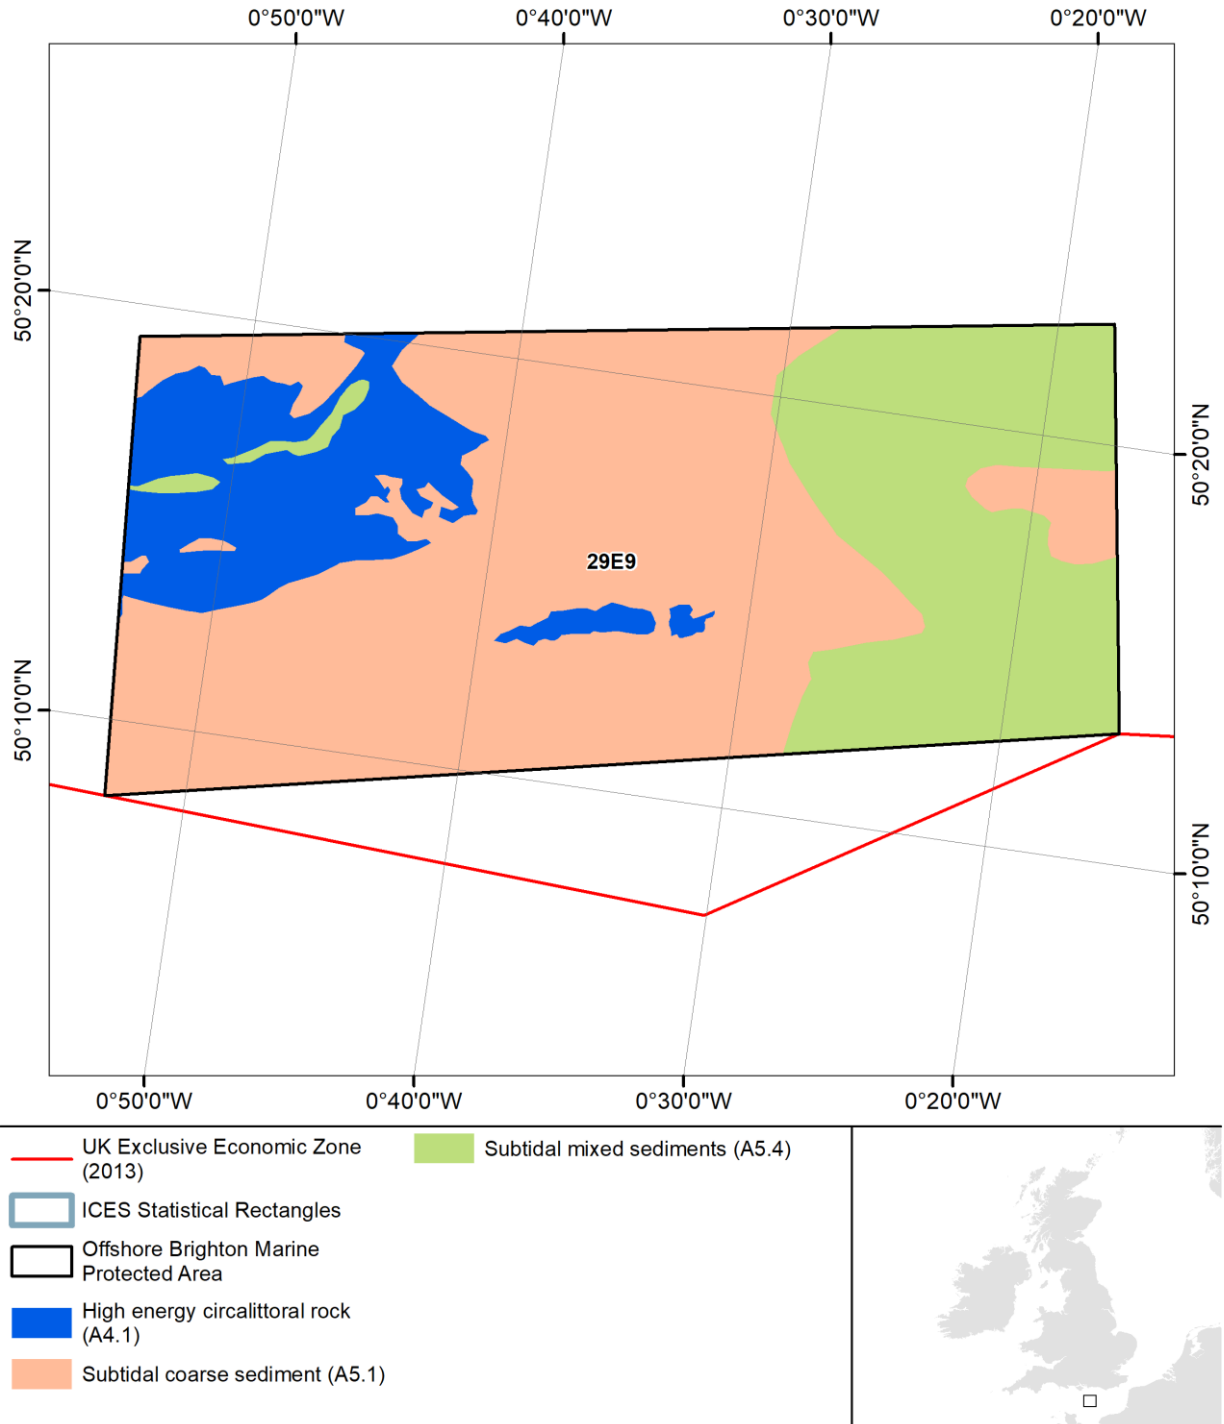 0°50'0"W
0°40'0"W
0°30'0"W
0°20'0"W
50°20'0"N
50°20'0"N
29E9
50°10'0"N
50°10'0"N
0°50'0"W
0°40'0"W
0°30'0"W
0°20'0"W
UK Exclusive Economic Zone
(2013)
ICES Statistical Rectangles
Offshore Brighton Marine
Protected Area
High energy circalittoral rock
(A4.1)
Subtidal coarse sediment (A5.1)
Subtidal mixed sediments (A5.4)